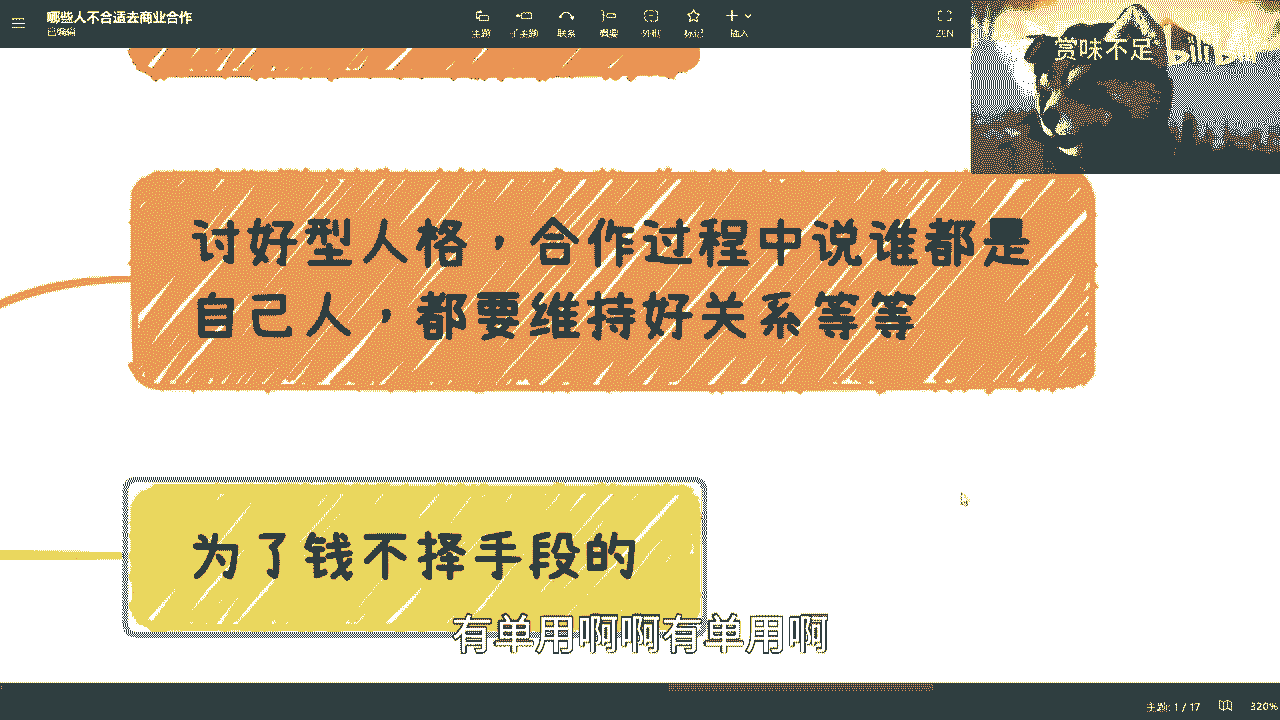 哪些人不合适去商业合作
已编辑
主题
子主题
联系
概要
外框
标记
插入
ZEN
赏味不足
讨好型人格，合作过程中说谁都是
自己人，都要维持好关系等等
为了钱不择手段的
有单用啊啊有单用啊
主题: 1 / 17
320%